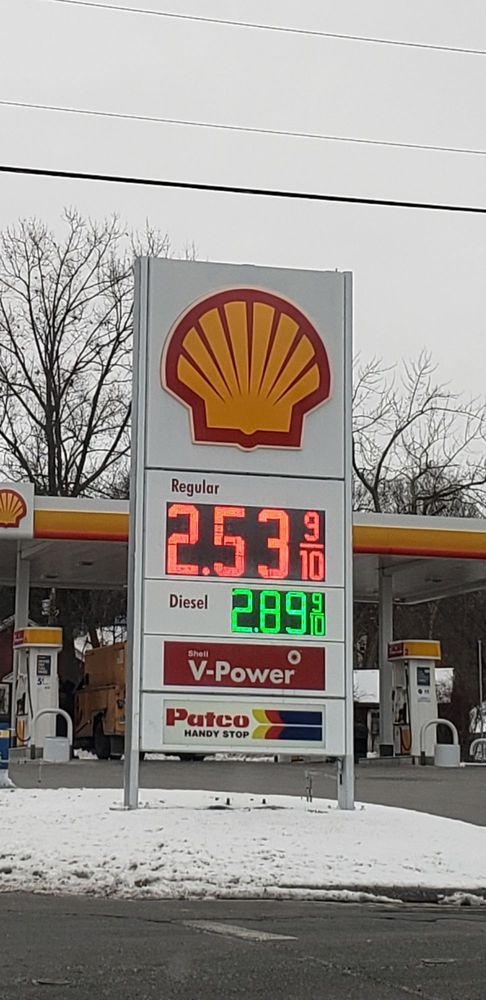 Regular
2.53 9/10
Diesel
2.89 9/10
Shell
V-Power
Patco
HANDY STOP